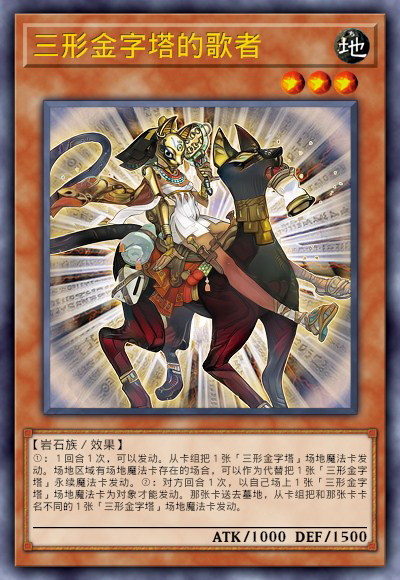 三形金字塔的歌者
地
【岩石族／效果】
①：1回合1次，可以发动。从卡组把1张「三形金字塔」场地魔法卡发
动。场地区域有场地魔法卡存在的场合，可以作为代替把1张「三形金字
塔」永续魔法卡发动。②：对方回合1次，以自己场上1张「三形金字
塔」场地魔法卡为对象才能发动。那张卡送去墓地，从卡组把和那张卡卡
名不同的1张「三形金字塔」场地魔法卡发动。
ATK/1000 DEF/1500